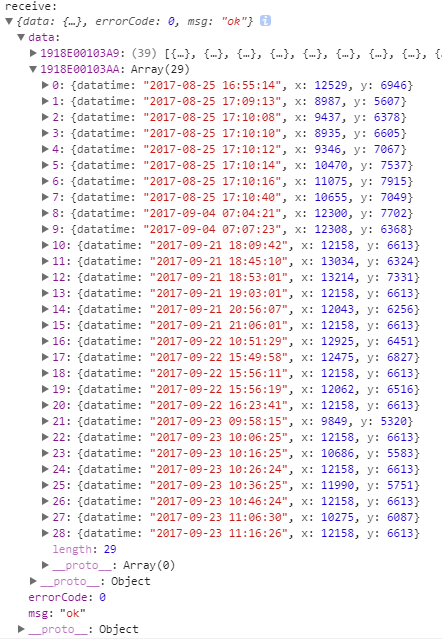 receive:
▼ {data: {…}, errorCode: 0, msg: "ok"} i
▼ data:
▶ 1918E00103A9: (39) [{…}, {…}, {…}, {…}, {…}, {…}, {…}, {…}, {
▼ 1918E00103AA: Array(29)
▶ 0: {datatime: "2017-08-25 16:55:14", x: 12529, y: 6946}
▶ 1: {datatime: "2017-08-25 17:09:13", x: 8987, y: 5607}
▶ 2: {datatime: "2017-08-25 17:10:08", x: 9437, y: 6378}
▶ 3: {datatime: "2017-08-25 17:10:10", x: 8935, y: 6605}
▶ 4: {datatime: "2017-08-25 17:10:12", x: 9346, y: 7067}
▶ 5: {datatime: "2017-08-25 17:10:14", x: 10470, y: 7537}
▶ 6: {datatime: "2017-08-25 17:10:16", x: 11075, y: 7915}
▶ 7: {datatime: "2017-08-25 17:10:40", x: 10655, y: 7049}
▶ 8: {datatime: "2017-09-04 07:04:21", x: 12300, y: 7702}
▶ 9: {datatime: "2017-09-04 07:07:23", x: 12308, y: 6368}
▶ 10: {datatime: "2017-09-21 18:09:42", x: 12158, y: 6613}
▶ 11: {datatime: "2017-09-21 18:45:10", x: 13034, y: 6324}
▶ 12: {datatime: "2017-09-21 18:53:01", x: 13214, y: 7331}
▶ 13: {datatime: "2017-09-21 19:03:01", x: 12158, y: 6613}
▶ 14: {datatime: "2017-09-21 20:56:07", x: 12043, y: 6256}
▶ 15: {datatime: "2017-09-21 21:06:01", x: 12158, y: 6613}
▶ 16: {datatime: "2017-09-22 10:51:29", x: 12925, y: 6451}
▶ 17: {datatime: "2017-09-22 15:49:58", x: 12475, y: 6827}
▶ 18: {datatime: "2017-09-22 15:56:11", x: 12158, y: 6613}
▶ 19: {datatime: "2017-09-22 15:56:19", x: 12062, y: 6516}
▶ 20: {datatime: "2017-09-22 16:23:41", x: 12158, y: 6613}
▶ 21: {datatime: "2017-09-23 09:58:15", x: 9849, y: 5320}
▶ 22: {datatime: "2017-09-23 10:06:25", x: 12158, y: 6613}
▶ 23: {datatime: "2017-09-23 10:16:25", x: 10686, y: 5583}
▶ 24: {datatime: "2017-09-23 10:26:24", x: 12158, y: 6613}
▶ 25: {datatime: "2017-09-23 10:36:25", x: 11990, y: 5751}
▶ 26: {datatime: "2017-09-23 10:46:24", x: 12158, y: 6613}
▶ 27: {datatime: "2017-09-23 11:06:30", x: 10275, y: 6087}
▶ 28: {datatime: "2017-09-23 11:16:26", x: 12158, y: 6613}
length: 29
▶ __proto__: Array(0)
▶ __proto__: Object
errorCode: 0
msg: "ok"
▶ __proto__: Object